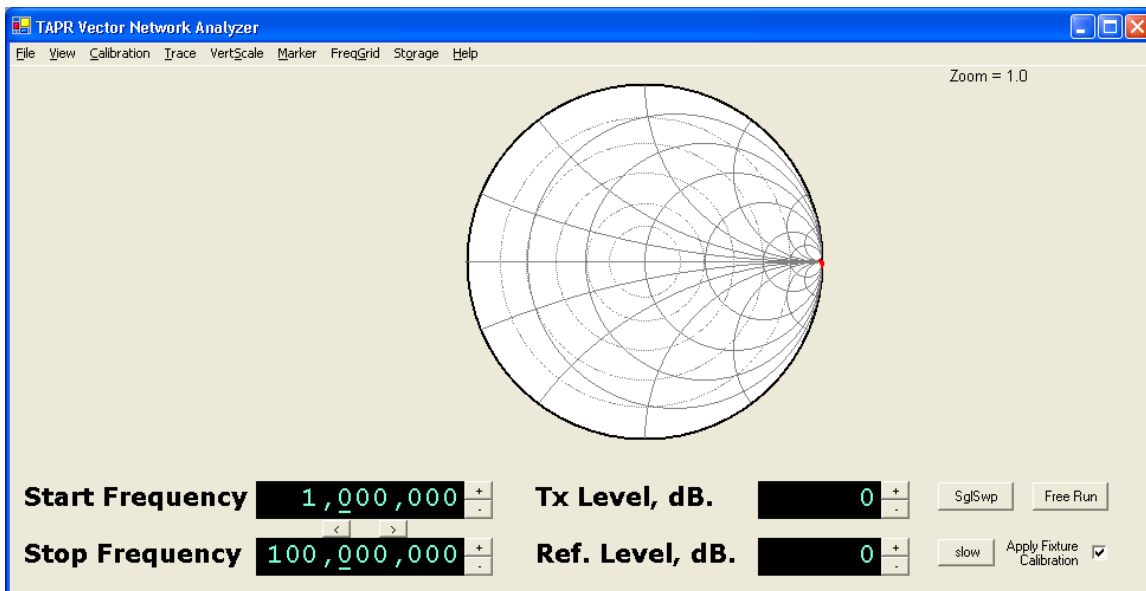 TAPR Vector Network Analyzer
File View Calibration Trace VertScale Marker FreqGrid Storage Help
Zoom = 1.0
Start Frequency 1,000,000 + - Tx Level, dB. 0 + - SglSwp Free Run
< >
Stop Frequency 100,000,000 + - Ref. Level, dB. 0 + - slow Apply Fixture
Calibration